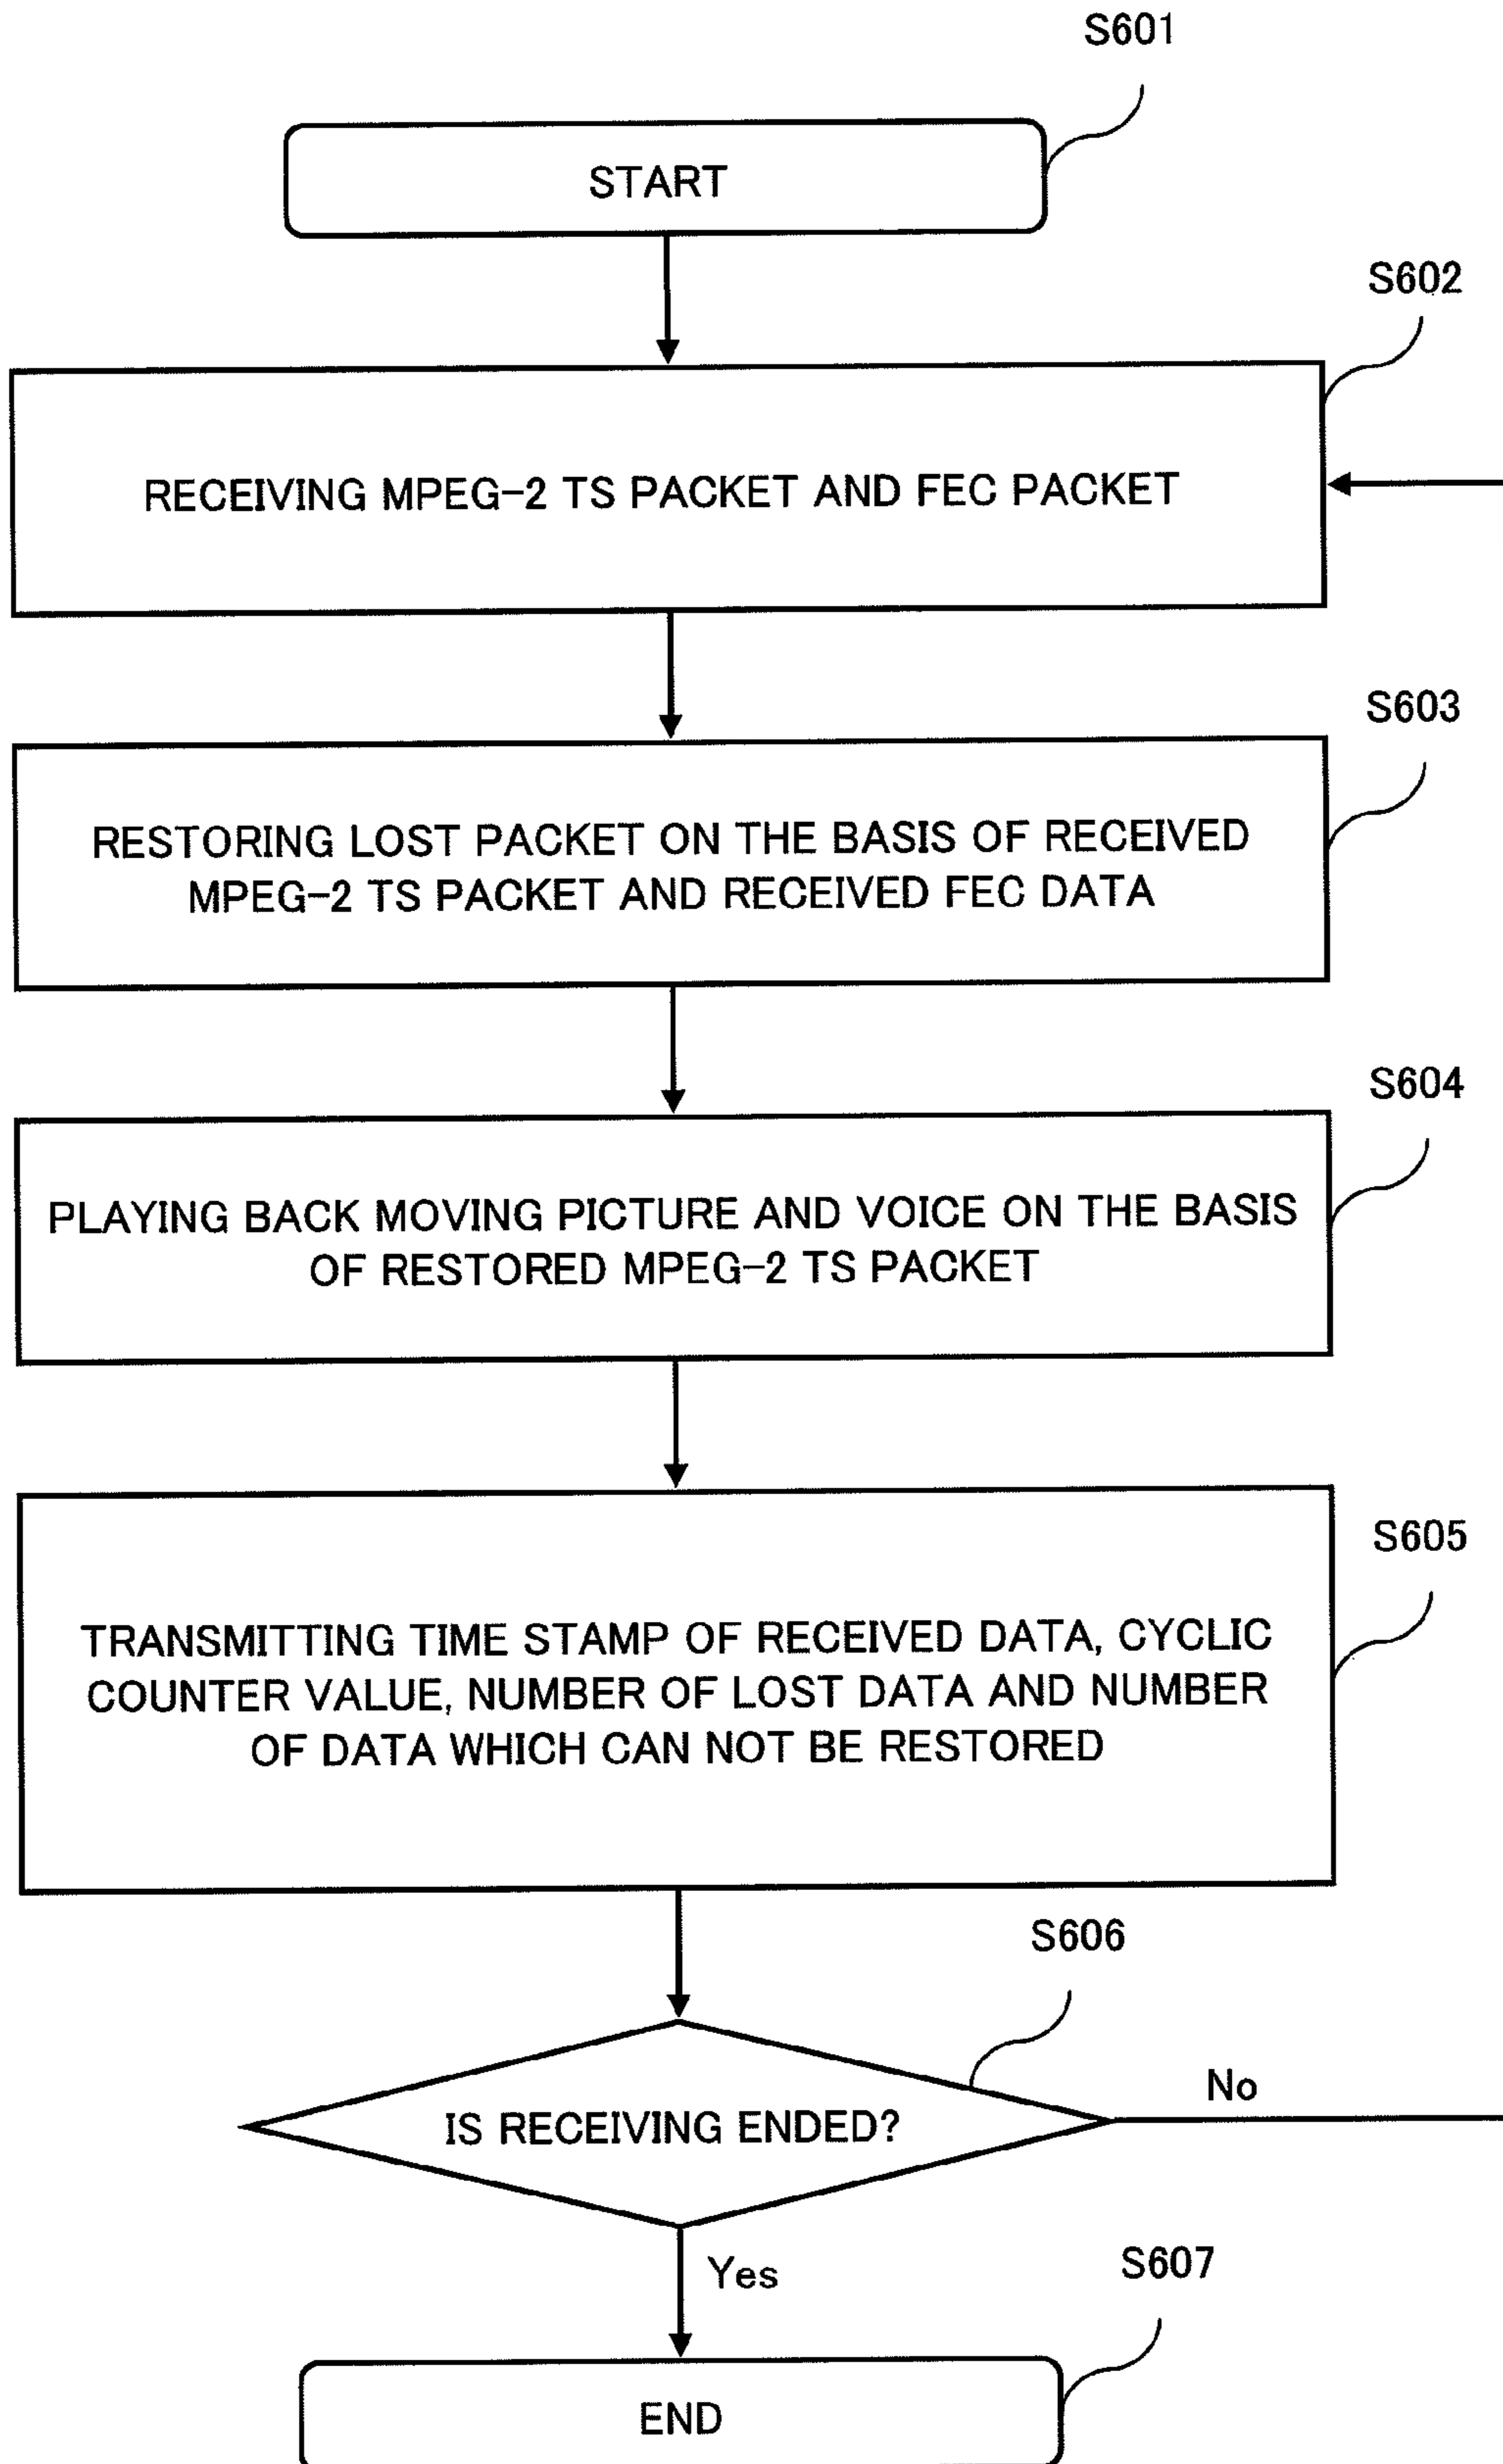 S601
START
S602
RECEIVING MPEG-2 TS PACKET AND FEC PACKET
S603
RESTORING LOST PACKET ON THE BASIS OF RECEIVED
MPEG-2 TS PACKET AND RECEIVED FEC DATA
S604
PLAYING BACK MOVING PICTURE AND VOICE ON THE BASIS
OF RESTORED MPEG-2 TS PACKET
S605
TRANSMITTING TIME STAMP OF RECEIVED DATA, CYCLIC
COUNTER VALUE, NUMBER OF LOST DATA AND NUMBER
OF DATA WHICH CAN NOT BE RESTORED
S606
No
IS RECEIVING ENDED?
Yes
S607
END